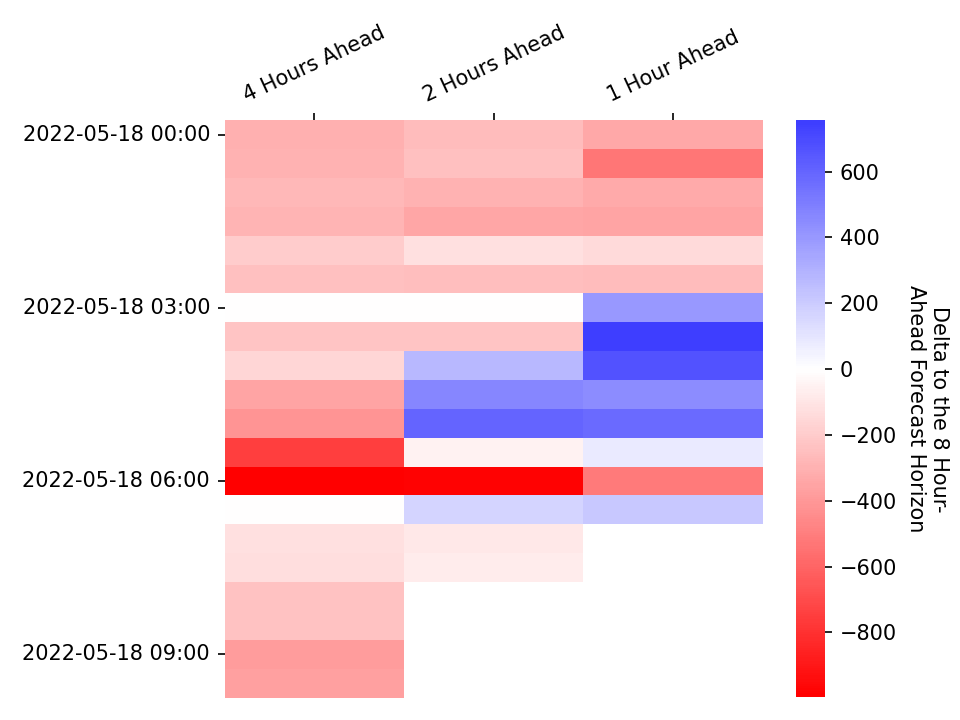 4 Hours Ahead
2 Hours Ahead
1 Hour Ahead
2022-05-18 00:00
2022-05-18 03:00
2022-05-18 06:00
2022-05-18 09:00
600
400
200
0
−200
−400
−600
−800
Delta to the 8 Hour-
Ahead Forecast Horizon